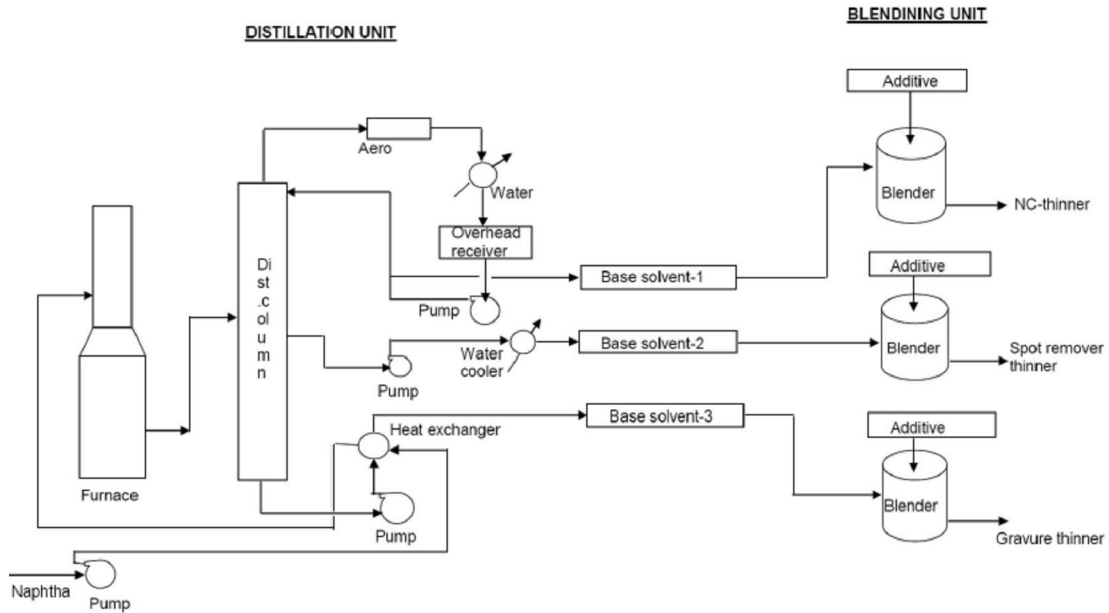 BLENDINING UNIT
DISTILLATION UNIT
Additive
Aero
Water
Blender
NC-thinner
Overhead
receiver
Di
st
.c
ol
u
m
n
Base solvent-1
Additive
Pump
Water
cooler
Base solvent-2
Blender
Spot remover
thinner
Pump
Heat exchanger
Base solvent-3
Additive
Furnace
Blender
Pump
Gravure thinner
Naphtha
Pump